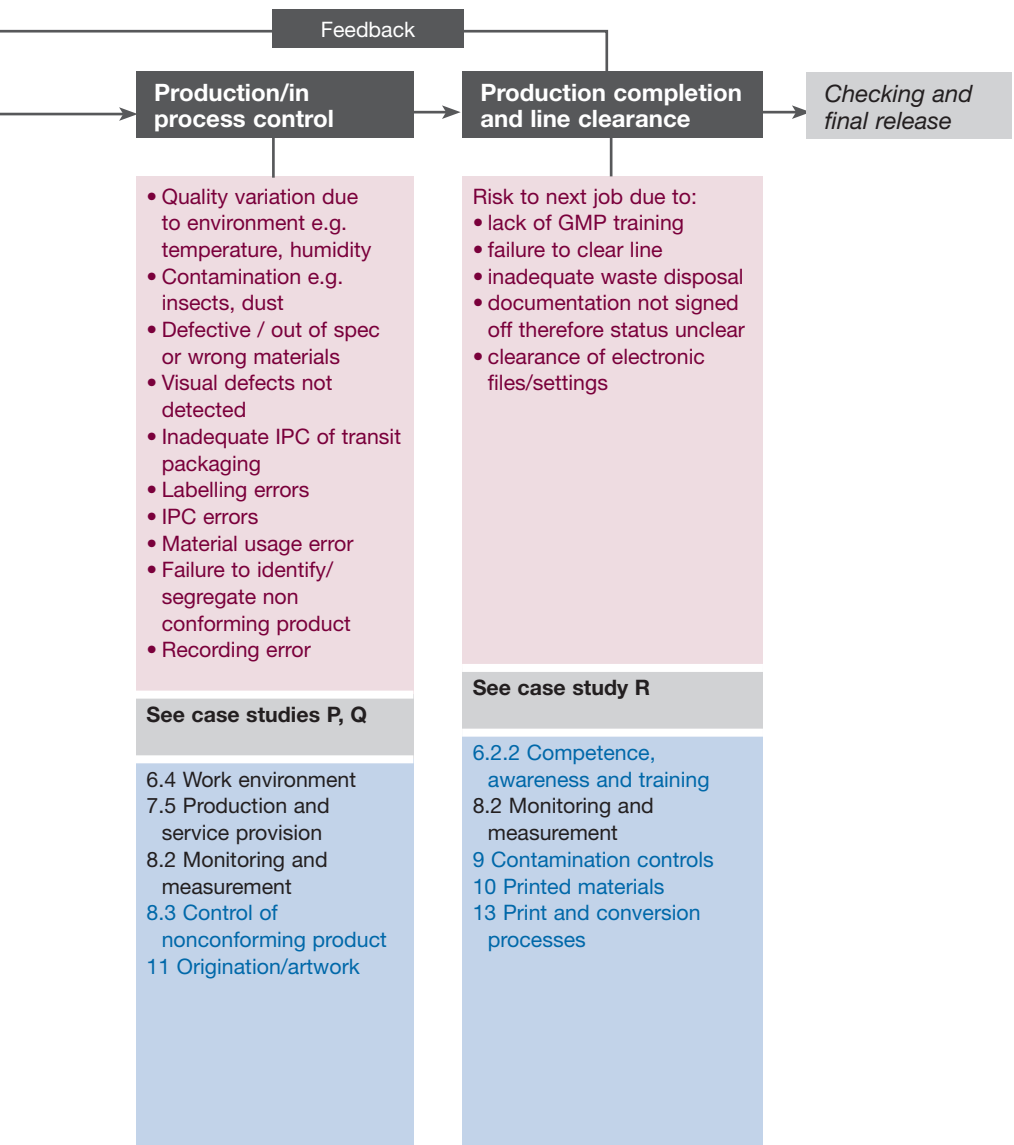 Feedback
Production/in
process control
Production completion
and line clearance
Checking and
final release
• Quality variation due
to environment e.g.
temperature, humidity
• Contamination e.g.
insects, dust
• Defective / out of spec
or wrong materials
• Visual defects not
detected
• Inadequate IPC of transit
packaging
• Labelling errors
• IPC errors
• Material usage error
• Failure to identify/
segregate non
conforming product
• Recording error
See case studies P, Q
6.4 Work environment
7.5 Production and
service provision
8.2 Monitoring and
measurement
8.3 Control of
nonconforming product
11 Origination/artwork
Risk to next job due to:
• lack of GMP training
• failure to clear line
• inadequate waste disposal
• documentation not signed
off therefore status unclear
• clearance of electronic
files/settings
See case study R
6.2.2 Competence,
awareness and training
8.2 Monitoring and
measurement
9 Contamination controls
10 Printed materials
13 Print and conversion
processes